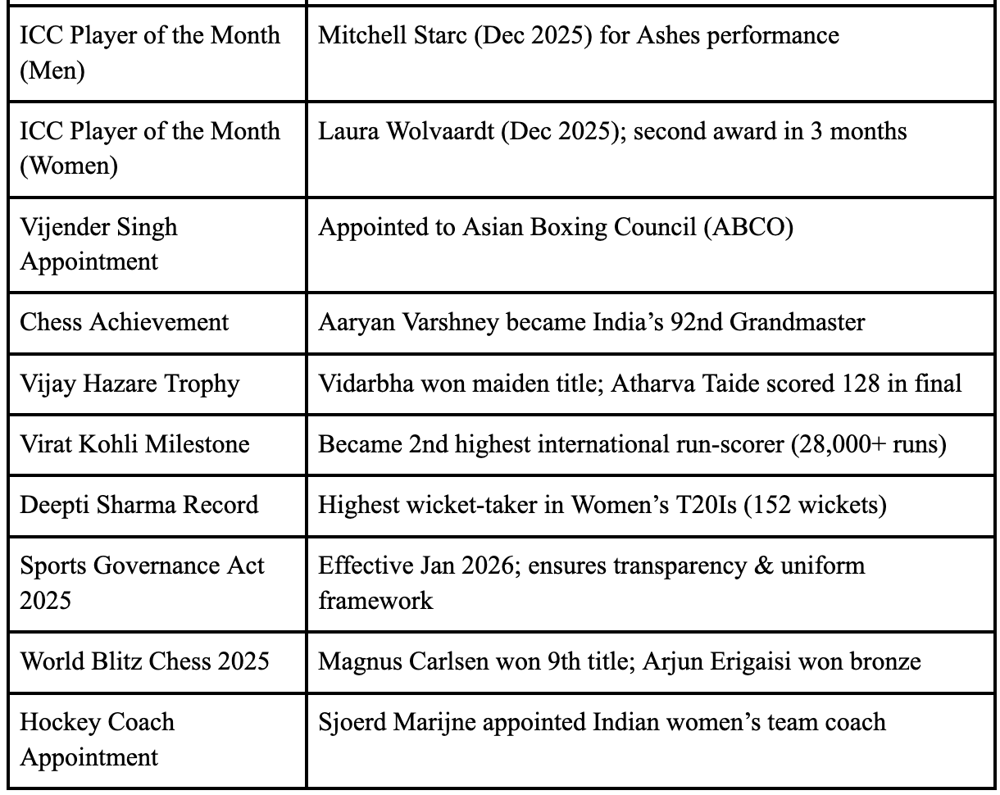 ICC Player of the Month
(Men)
Mitchell Starc (Dec 2025) for Ashes performance
ICC Player of the Month
(Women)
Laura Wolvaardt (Dec 2025); second award in 3 months
Vijender Singh
Appointment
Appointed to Asian Boxing Council (ABCO)
Chess Achievement
Aaryan Varshney became India’s 92nd Grandmaster
Vijay Hazare Trophy
Vidarbha won maiden title; Atharva Taide scored 128 in final
Virat Kohli Milestone
Became 2nd highest international run-scorer (28,000+ runs)
Deepti Sharma Record
Highest wicket-taker in Women’s T20Is (152 wickets)
Sports Governance Act
2025
Effective Jan 2026; ensures transparency & uniform
framework
World Blitz Chess 2025
Magnus Carlsen won 9th title; Arjun Erigaisi won bronze
Hockey Coach
Appointment
Sjoerd Marijne appointed Indian women’s team coach